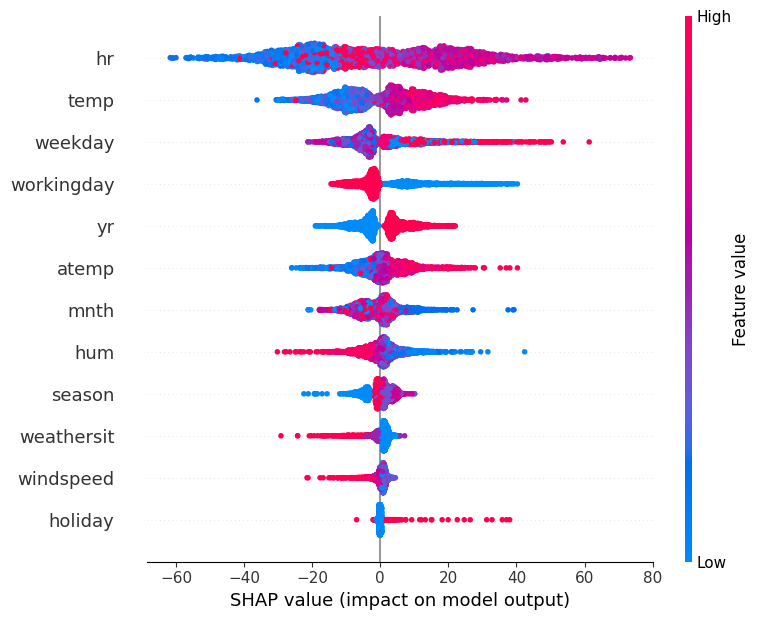 High
hr
temp
weekday
workingday
yr
atemp
mnth
hum
season
weathersit
windspeed
holiday
Feature value
Low
−60 −40 −20 0 20 40 60 80
SHAP value (impact on model output)